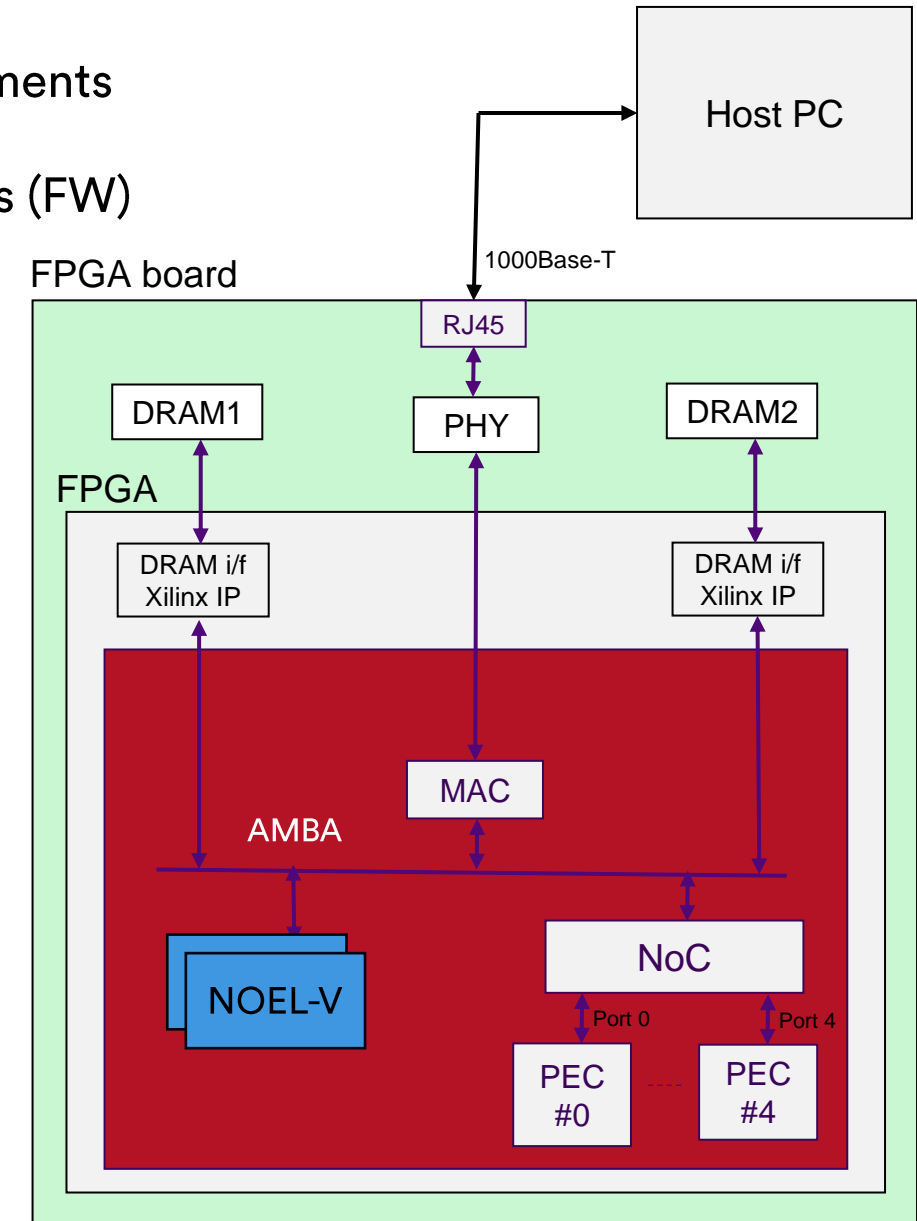 ments
Host PC
s (FW)
1000Base-T
FPGA board
RJ45
DRAM1
PHY
DRAM2
FPGA
DRAM i/f
Xilinx IP
DRAM i/f
Xilinx IP
MAC
AMBA
NoC
NOEL-V
Port 0
Port 4
PEC
#0
PEC
#4